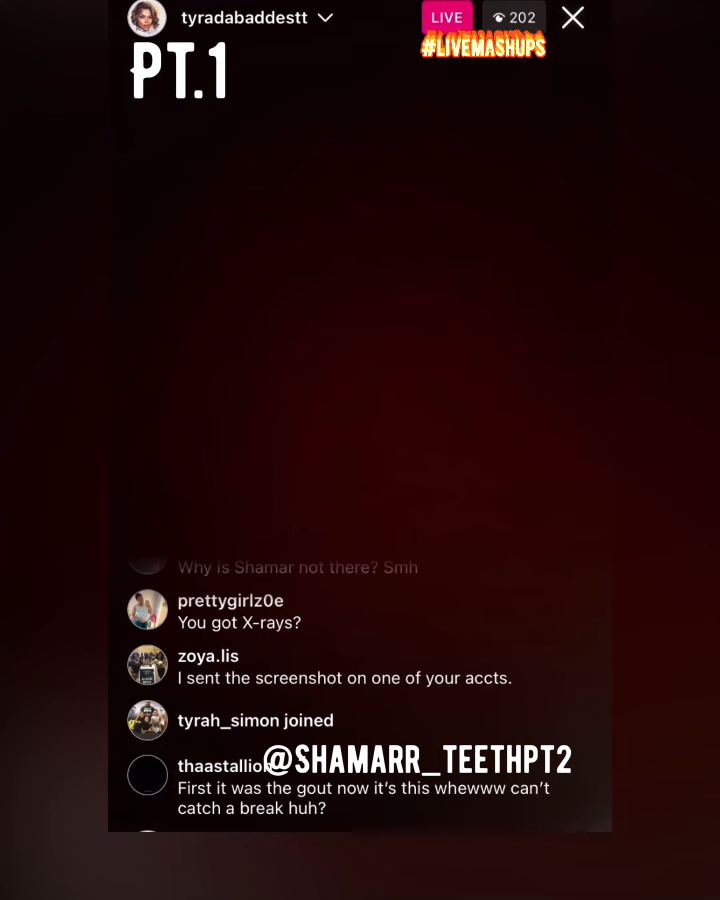 tyradabaddestt
LIVE
202
#LIVEMASHUPS
PT.1
Why is Shamar not there? Smh
prettygirlz0e
You got X-rays?
zoya.lis
I sent the screenshot on one of your accts.
tyrah_simon joined
thaastallion
@SHAMARR_TEETHPT2
First it was the gout now it's this whewww can't
catch a break huh?